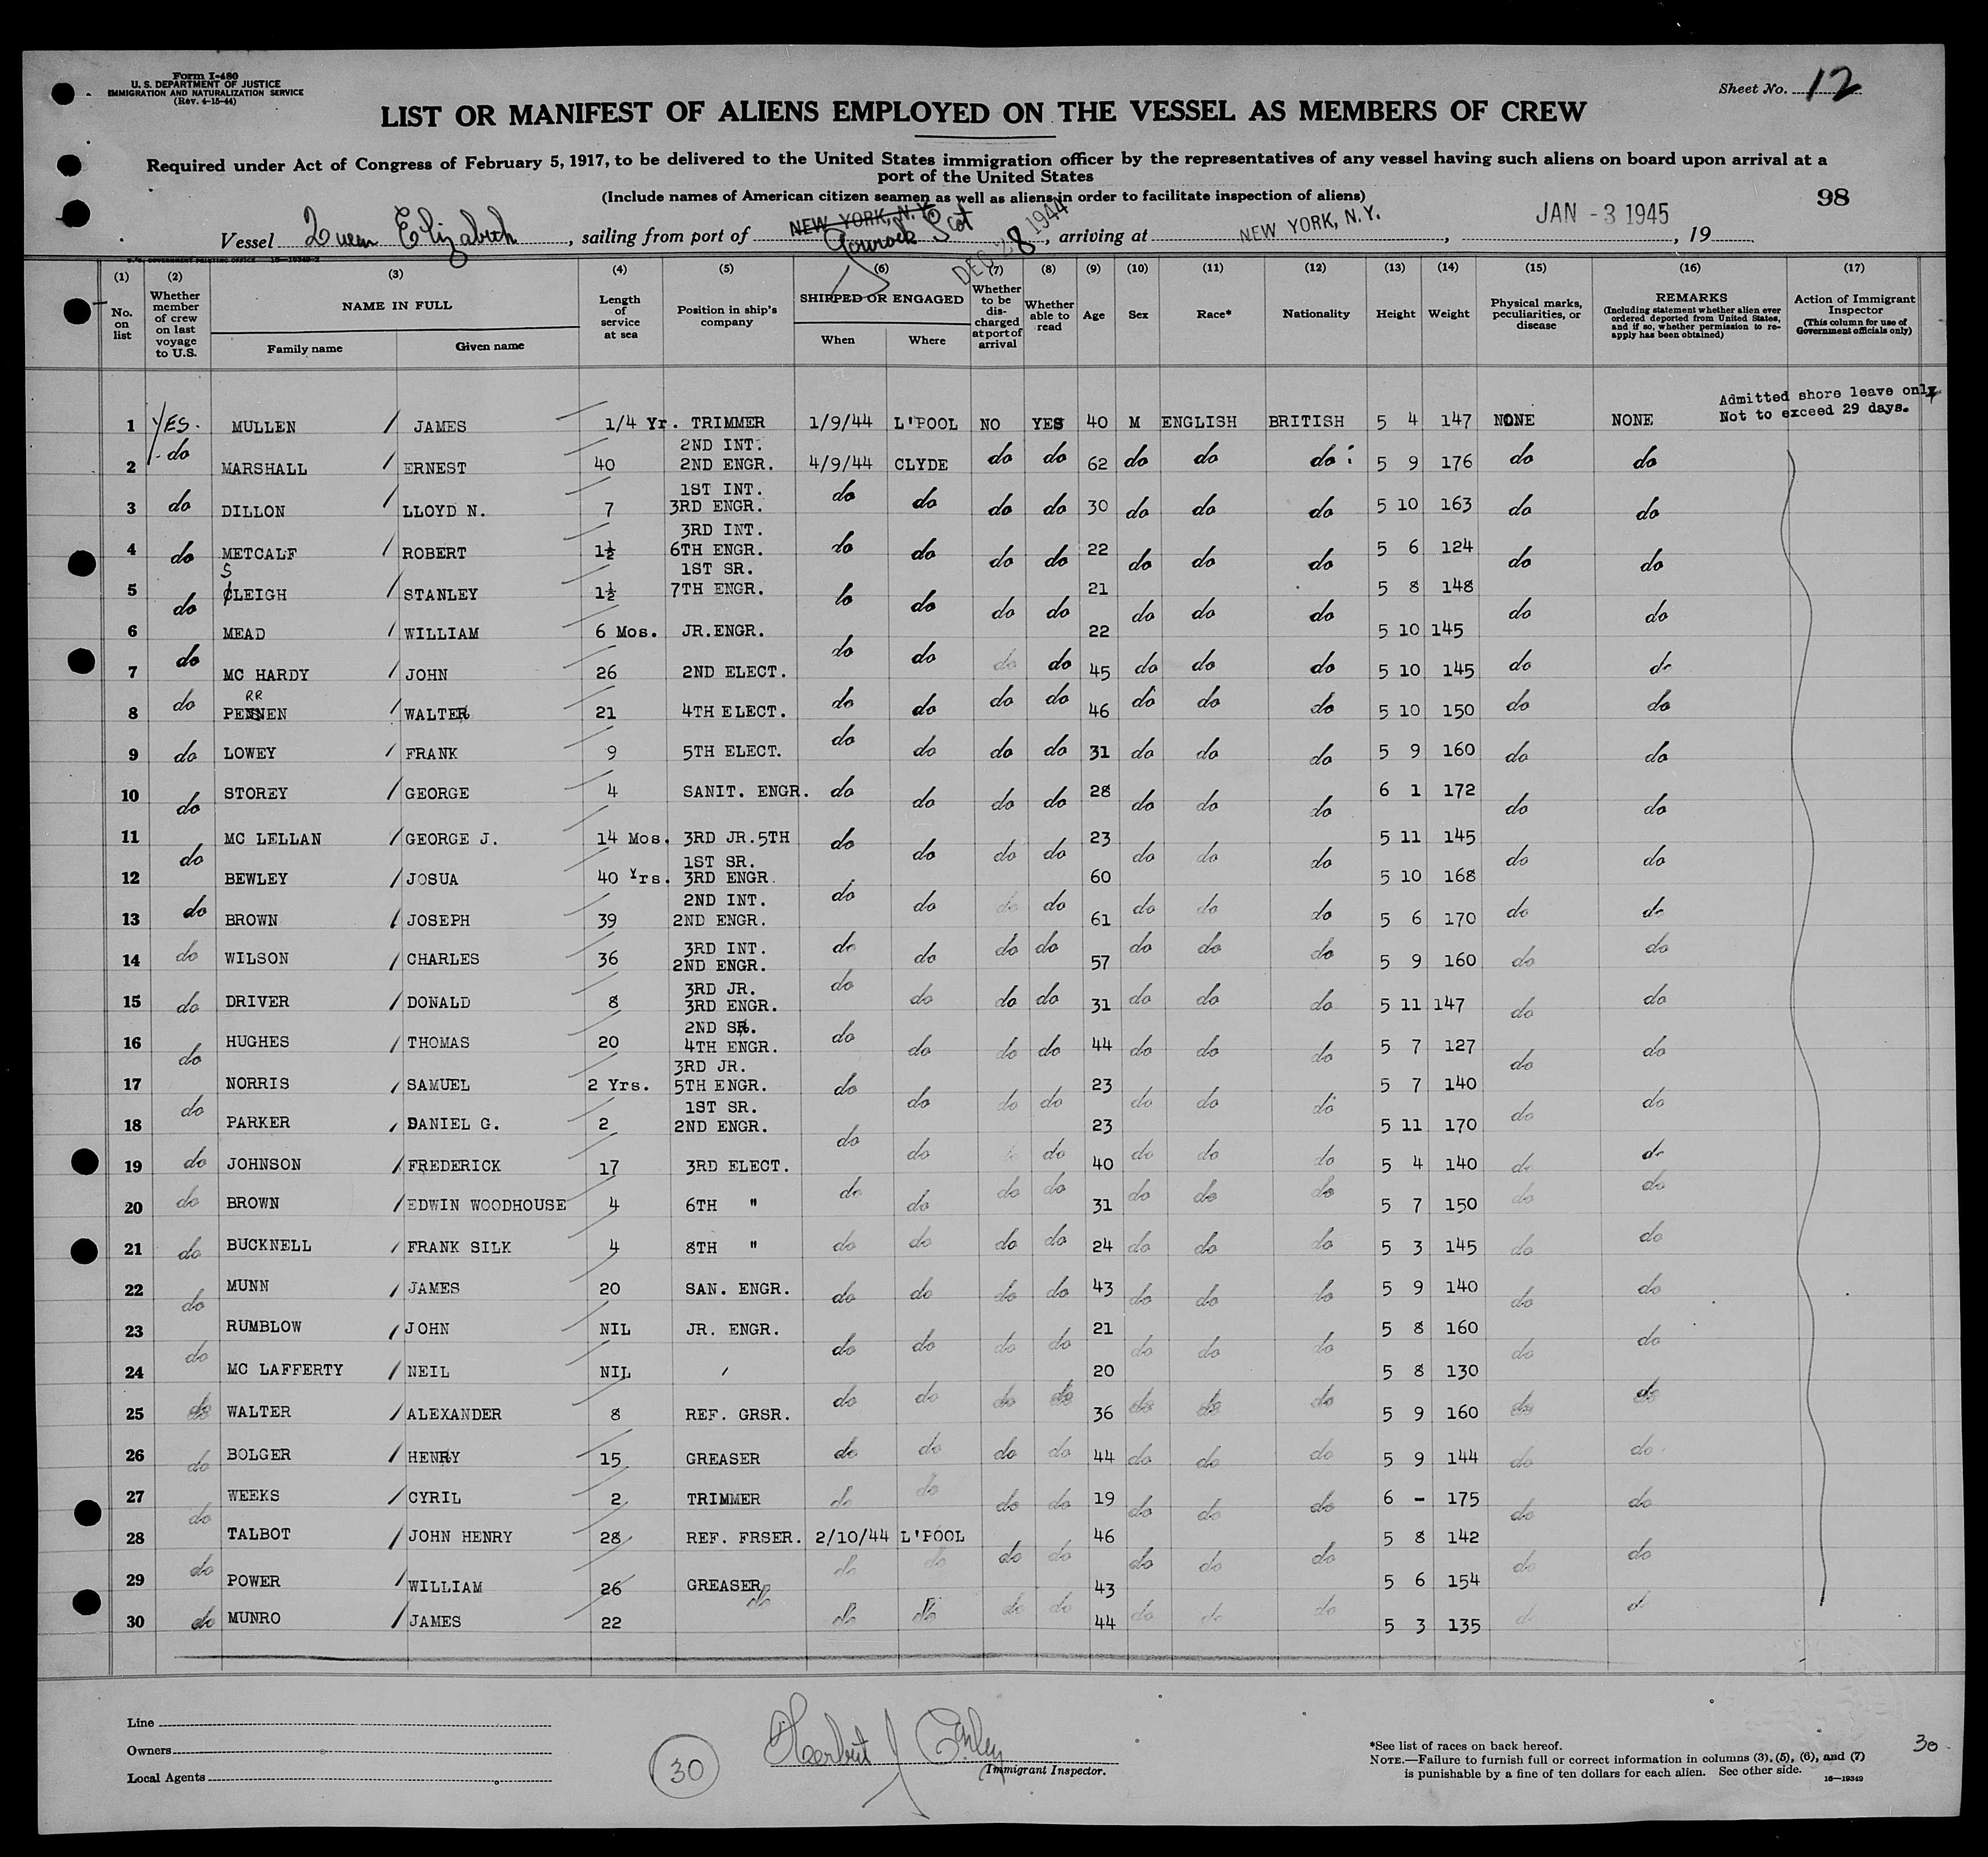 Form I-480
U. S. DEPARTMENT OF JUSTICE
IMMIGRATION AND NATURALIZATION SERVICE
(Rev. 4-15-44)
Sheet No. 12
LIST OR MANIFEST OF ALIENS EMPLOYED ON THE VESSEL AS MEMBERS OF CREW
Required under Act of Congress of February 5, 1917, to be delivered to the United States immigration officer by the representatives of any vessel having such aliens on board upon arrival at a
port of the United States
(Include names of American citizen seamen as well as aliens in order to facilitate inspection of aliens)
98
NEW YORK, N.Y.
Vessel Queen Elizabeth, sailing from port of Gourock Scot DEC 28 1944, arriving at NEW YORK, N.Y., JAN -3 1945, 19
(1) (2) (3) (4) (5) (6) (7) (8) (9) (10) (11) (12) (13) (14) (15) (16) (17)
No. on list | Whether member of crew on last voyage to U.S. | NAME IN FULL Family name Given name | Length of service at sea | Position in ship's company | SHIPPED OR ENGAGED When Where | Whether to be discharged at port of arrival | Whether able to read | Age | Sex | Race* | Nationality | Height | Weight | Physical marks, peculiarities, or disease | REMARKS (Including statement whether alien ever ordered deported from United States, and if so, whether permission to reapply has been obtained) | Action of Immigrant Inspector (This column for use of Government officials only)
Admitted shore leave only
Not to exceed 29 days.
1 YES. MULLEN / JAMES 1/4 Yr. TRIMMER 1/9/44 L'POOL NO YES 40 M ENGLISH BRITISH 5 4 147 NONE NONE
2 do MARSHALL / ERNEST 40 2ND INT. 2ND ENGR. 4/9/44 CLYDE do do 62 do do do 5 9 176 do do
3 do DILLON / LLOYD N. 7 1ST INT. 3RD ENGR. do do do do 30 do do do 5 10 163 do do
4 do METCALF / ROBERT 1½ 3RD INT. 6TH ENGR. do do do do 22 do do do 5 6 124 do do
5 do SLEIGH / STANLEY 1½ 1ST SR. 7TH ENGR. do do do do 21 do do do 5 8 148 do do
6 MEAD / WILLIAM 6 Mos. JR.ENGR. 22 5 10 145
7 do MC HARDY / JOHN 26 2ND ELECT. do do do do 45 do do do 5 10 145 do do
8 do PERREN / WALTER 21 4TH ELECT. do do do do 46 do do do 5 10 150 do do
9 do LOWEY / FRANK 9 5TH ELECT. do do do do 31 do do do 5 9 160 do do
10 do STOREY / GEORGE 4 SANIT. ENGR. do do do do 28 do do do 6 1 172 do do
11 do MC LELLAN / GEORGE J. 14 Mos. 3RD JR.5TH do do do do 23 do do do 5 11 145 do do
12 BEWLEY / JOSUA 40 Yrs. 1ST SR. 3RD ENGR. 60 5 10 168
13 do BROWN / JOSEPH 39 2ND INT. 2ND ENGR. do do do do 61 do do do 5 6 170 do do
14 do WILSON / CHARLES 36 3RD INT. 2ND ENGR. do do do do 57 do do do 5 9 160 do do
15 do DRIVER / DONALD 8 3RD JR. 3RD ENGR. do do do do 31 do do do 5 11 147 do do
16 do HUGHES / THOMAS 20 2ND SR. 4TH ENGR. do do do do 44 do do do 5 7 127 do do
17 NORRIS / SAMUEL 2 Yrs. 3RD JR. 5TH ENGR. do do do do 23 do do do 5 7 140 do
18 do PARKER / DANIEL G. 2 1ST SR. 2ND ENGR. do 23 5 11 170 do
19 do JOHNSON / FREDERICK 17 3RD ELECT. do do do 40 do do do 5 4 140 do do
20 do BROWN / EDWIN WOODHOUSE 4 6TH " do do do do 31 do do do 5 7 150 do do
21 do BUCKNELL / FRANK SILK 4 8TH " do do do do 24 do do do 5 3 145 do do
22 do MUNN / JAMES 20 SAN. ENGR. do do do do 43 do do do 5 9 140 do do
23 RUMBLOW / JOHN NIL JR. ENGR. do do do do 21 do do do 5 8 160 do do
24 do MC LAFFERTY / NEIL NIL 20 5 8 130
25 do WALTER / ALEXANDER 8 REF. GRSR. do do do do 36 do do do 5 9 160 do do
26 do BOLGER / HENRY 15 GREASER do do do do 44 do do do 5 9 144 do do
27 do WEEKS / CYRIL 2 TRIMMER do do do do 19 do do do 6 - 175 do do
28 TALBOT / JOHN HENRY 28 REF. FRSER. 2/10/44 L'POOL 46 5 8 142
29 do POWER / WILLIAM 26 GREASER do do do do 43 do do do 5 6 154 do do
30 do MUNRO / JAMES 22 do do do do do 44 do do do 5 3 135 do do
Line
Owners
Local Agents
30
Herbert J
Immigrant Inspector.
*See list of races on back hereof.
NOTE.—Failure to furnish full or correct information in columns (3), (5), (6), and (7)
is punishable by a fine of ten dollars for each alien. See other side.
16—19349
30